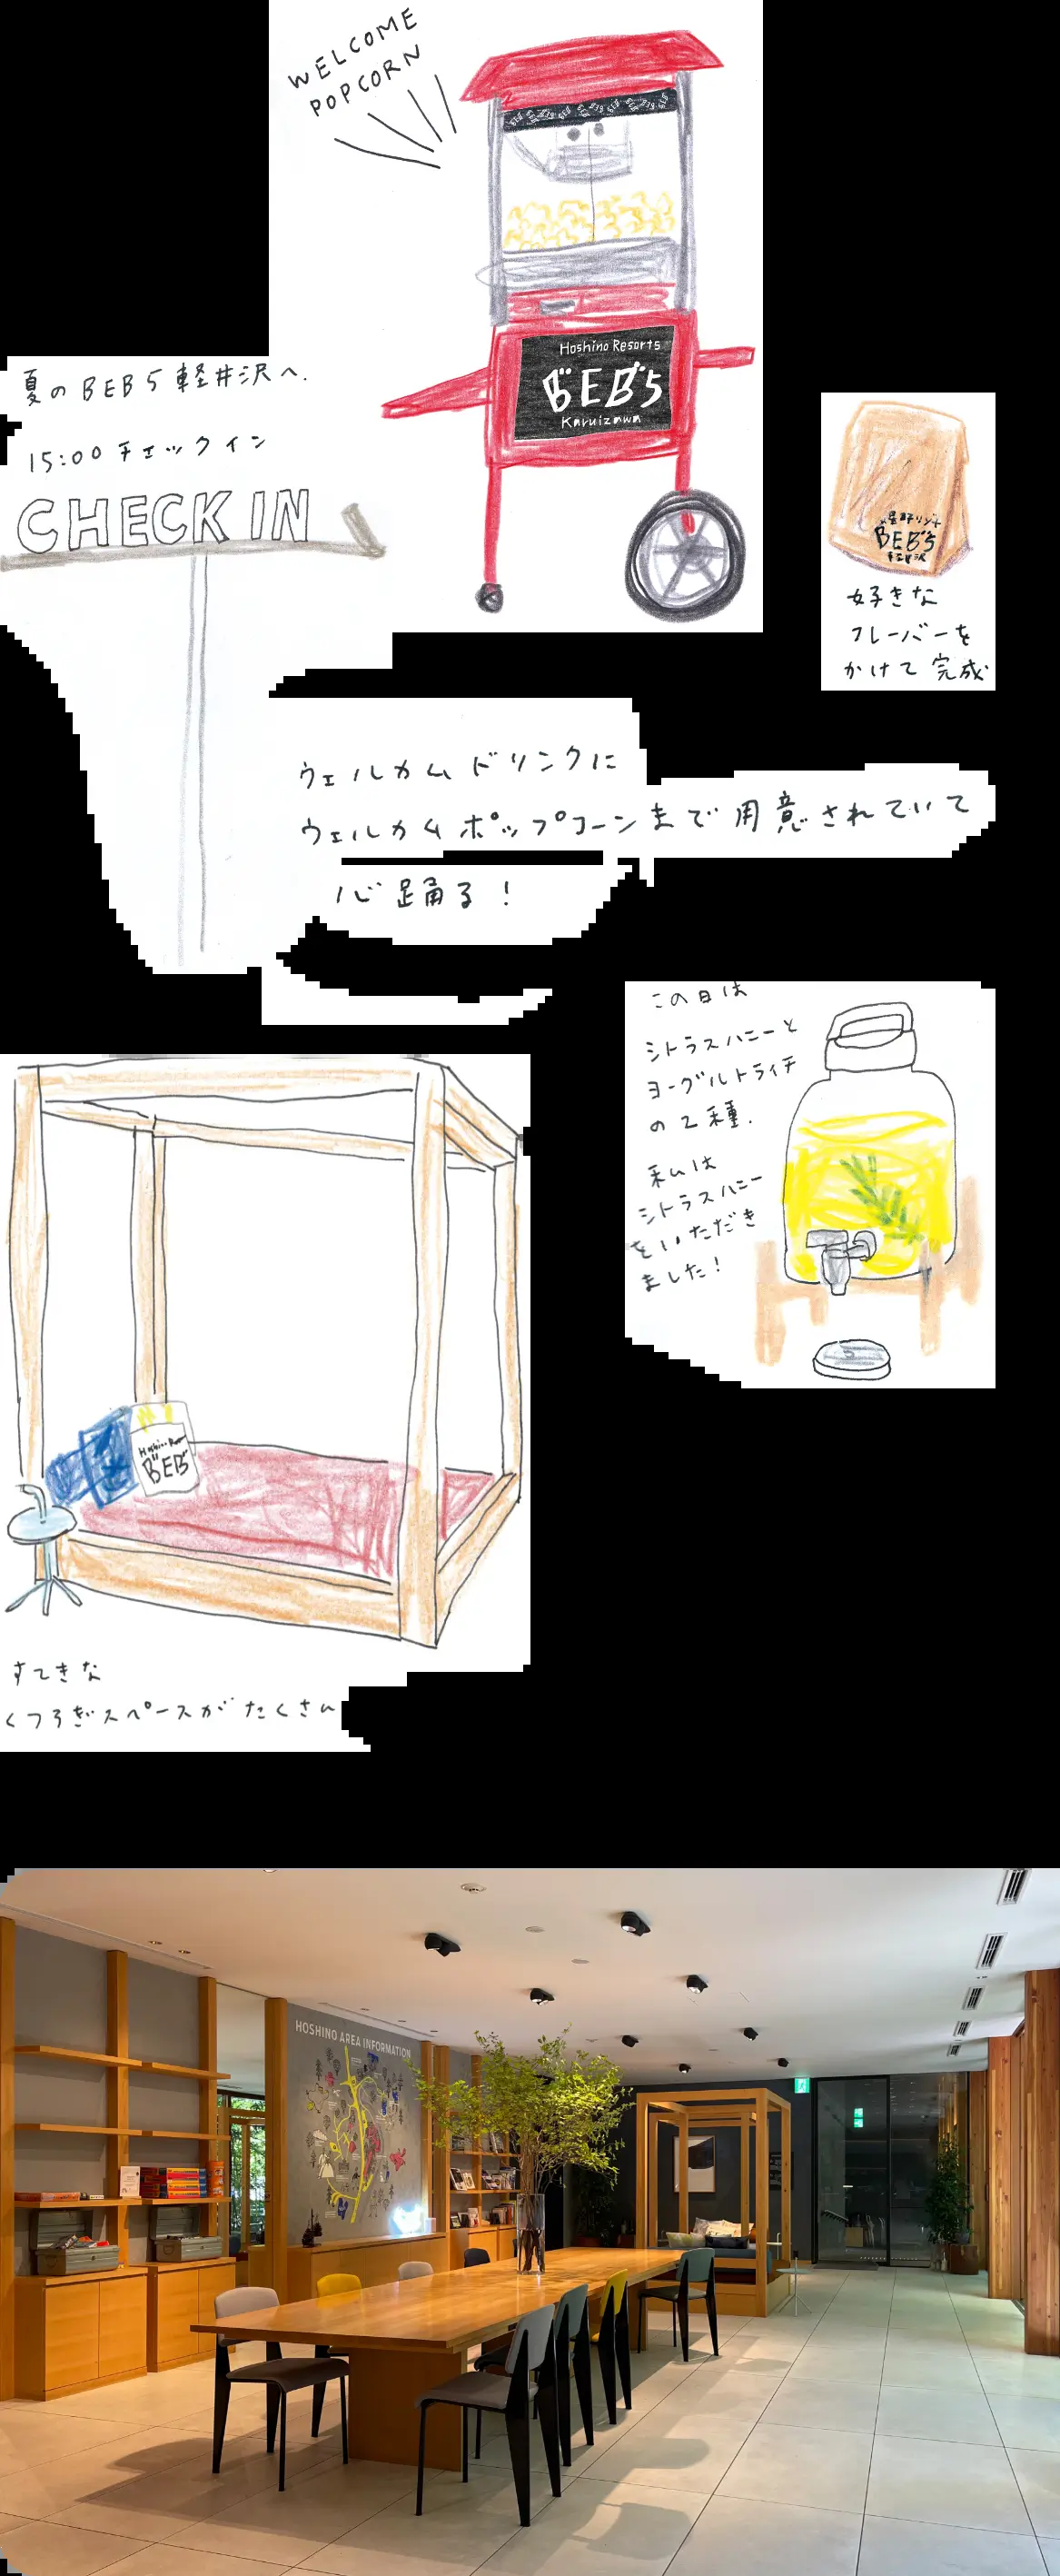 WELCOME
POPCORN
Hoshino Resorts
BEB5
Karuizawa
夏のBEB5軽井沢へ.
15:00チェックイン
CHECK IN
星野リゾート
BEB5
軽井沢
好きな
フレーバーを
かけて完成
ウェルカムドリンクに
ウェルカムポップコーンまで用意されていて
心踊る!
この日は
シトラスハニーと
ヨーグルトライチ
の2種.
私は
シトラスハニー
をいただき
ました!
Hoshino
BEB
すてきな
くつろぎスペースがたくさん
HOSHINO AREA INFORMATION